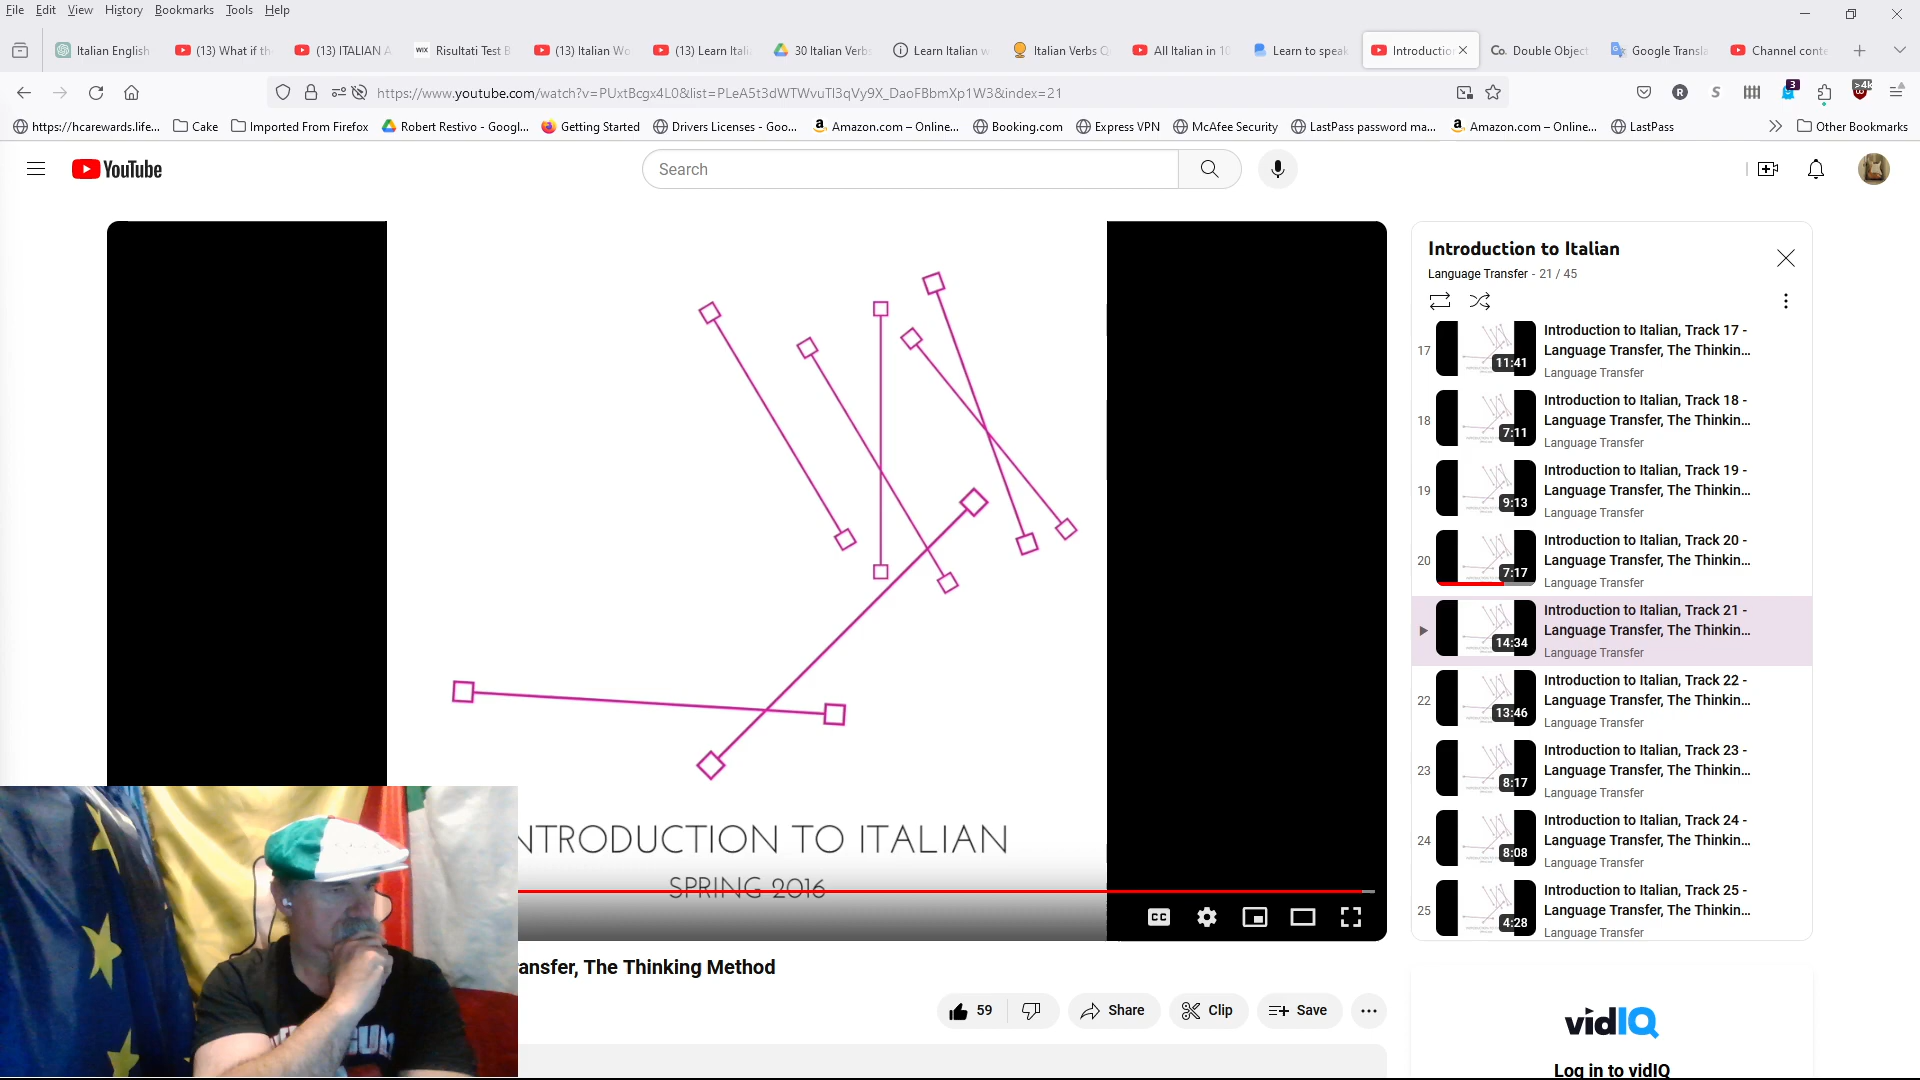 File Edit View History Bookmarks Tools Help
Italian English
(13) What if th
(13) ITALIAN A
WIX Risultati Test B
(13) Italian Wo
(13) Learn Itali
30 Italian Verbs
Learn Italian w
Italian Verbs Q
All Italian in 10
Learn to speak
Introductio
Co. Double Object
Google Transla
Channel conte
https://www.youtube.com/watch?v=PUxtBcgx4L0&list=PLeA5t3dWTWvuTl3qVy9X_DaoFBbmXp1W3&index=21
3
>4k
https://hcarewards.life...
Cake
Imported From Firefox
Robert Restivo - Googl...
Getting Started
Drivers Licenses - Goo...
Amazon.com – Online...
Booking.com
Express VPN
McAfee Security
LastPass password ma...
Amazon.com – Online...
LastPass
Other Bookmarks
YouTube
Search
NTRODUCTION TO ITALIAN
SPRING 2016
CC
ansfer, The Thinking Method
59
Share
Clip
Save
Introduction to Italian
Language Transfer - 21 / 45
17
11:41
Introduction to Italian, Track 17 -
Language Transfer, The Thinkin...
Language Transfer
18
7:11
Introduction to Italian, Track 18 -
Language Transfer, The Thinkin...
Language Transfer
19
9:13
Introduction to Italian, Track 19 -
Language Transfer, The Thinkin...
Language Transfer
20
7:17
Introduction to Italian, Track 20 -
Language Transfer, The Thinkin...
Language Transfer
14:34
Introduction to Italian, Track 21 -
Language Transfer, The Thinkin...
Language Transfer
22
13:46
Introduction to Italian, Track 22 -
Language Transfer, The Thinkin...
Language Transfer
23
8:17
Introduction to Italian, Track 23 -
Language Transfer, The Thinkin...
Language Transfer
24
8:08
Introduction to Italian, Track 24 -
Language Transfer, The Thinkin...
Language Transfer
25
4:28
Introduction to Italian, Track 25 -
Language Transfer, The Thinkin...
Language Transfer
vidIQ
Log in to vidIQ